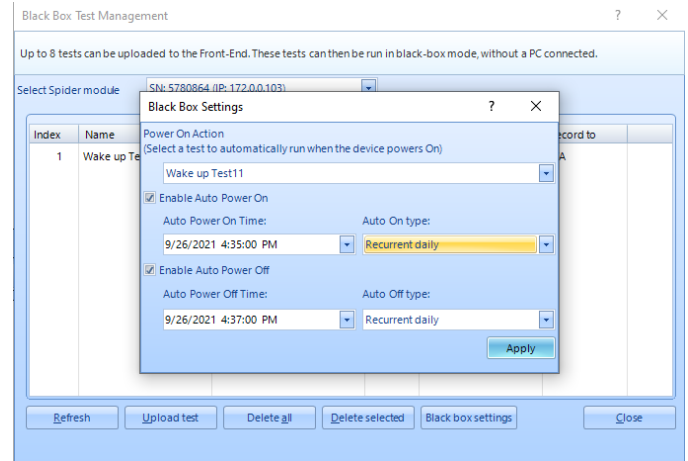 Black Box Test Management
Up to 8 tests can be uploaded to the Front-End. These tests can then be run in black-box mode, without a PC connected.
Select Spider module SN: 5780864 (IP: 172.0.0.103)
Black Box Settings
Index Name
1 Wake up Te
Power On Action
(Select a test to automatically run when the device powers On)
Wake up Test11
Enable Auto Power On
Auto Power On Time: Auto On type:
9/26/2021 4:35:00 PM Recurrent daily
Enable Auto Power Off
Auto Power Off Time: Auto Off type:
9/26/2021 4:37:00 PM Recurrent daily
Apply
Refresh Upload test Delete all Delete selected Black box settings Close